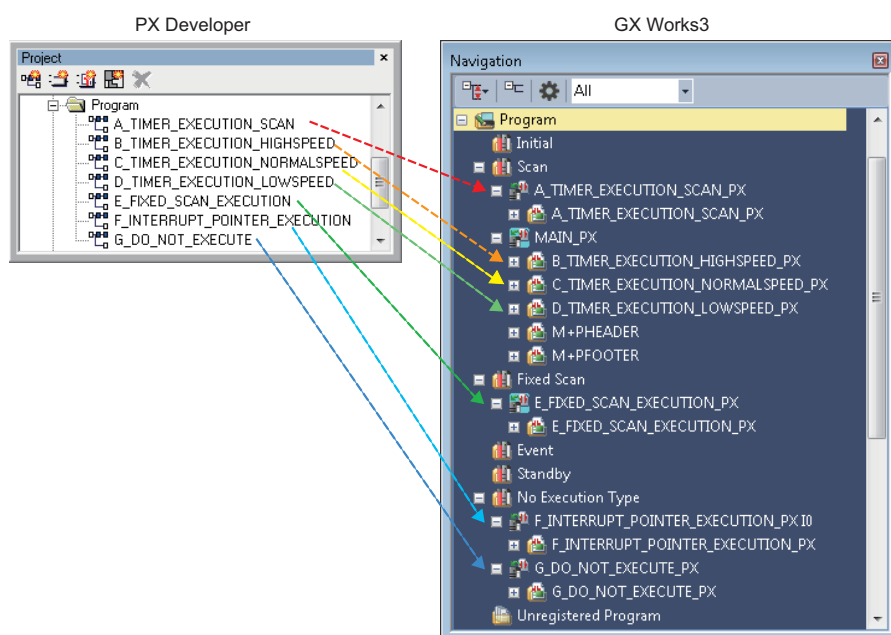 PX Developer
Project
Program
A_TIMER_EXECUTION_SCAN
B_TIMER_EXECUTION_HIGHSPEED
C_TIMER_EXECUTION_NORMALSPEED
D_TIMER_EXECUTION_LOWSPEED
E_FIXED_SCAN_EXECUTION
F_INTERRUPT_POINTER_EXECUTION
G_DO_NOT_EXECUTE
GX Works3
Navigation
All
Program
Initial
Scan
A_TIMER_EXECUTION_SCAN_PX
A_TIMER_EXECUTION_SCAN_PX
MAIN_PX
B_TIMER_EXECUTION_HIGHSPEED_PX
C_TIMER_EXECUTION_NORMALSPEED_PX
D_TIMER_EXECUTION_LOWSPEED_PX
M+PHEADER
M+PFOOTER
Fixed Scan
E_FIXED_SCAN_EXECUTION_PX
E_FIXED_SCAN_EXECUTION_PX
Event
Standby
No Execution Type
F_INTERRUPT_POINTER_EXECUTION_PX I0
F_INTERRUPT_POINTER_EXECUTION_PX
G_DO_NOT_EXECUTE_PX
G_DO_NOT_EXECUTE_PX
Unregistered Program